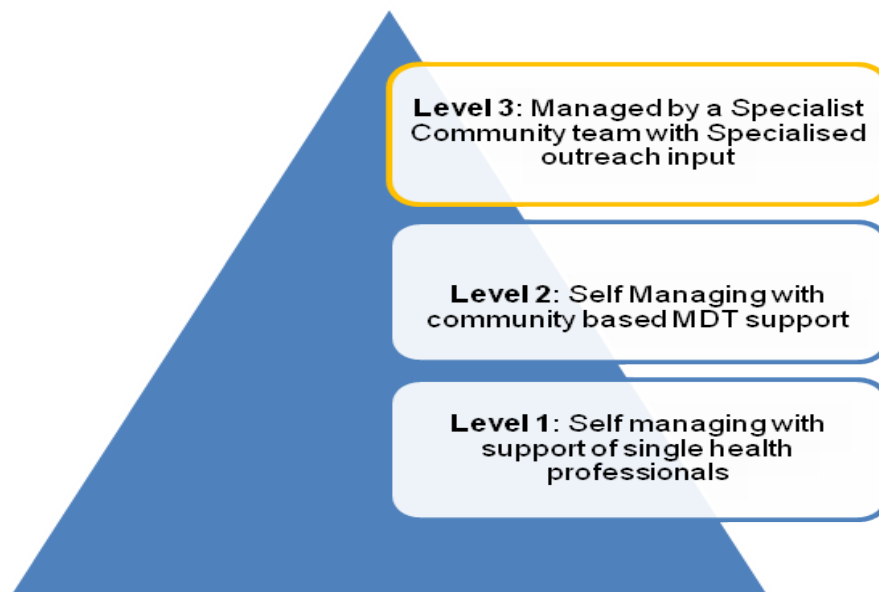 Level 3: Managed by a Specialist
Community team with Specialised
outreach input
Level 2: Self Managing with
community based MDT support
Level 1: Self managing with
support of single health
professionals